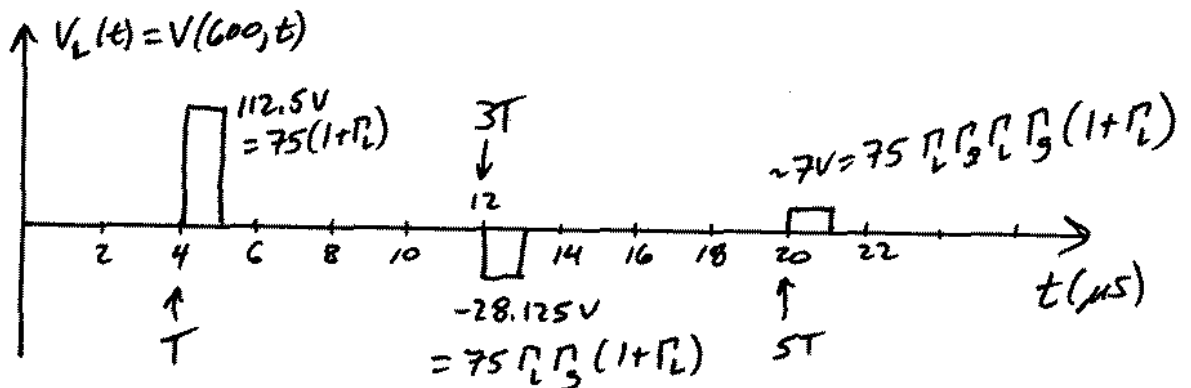 V_L(t) = V(600,t)
112.5V
= 75(1+Γ_L)
3T
↓
12
~7V = 75 Γ_L Γ_g Γ_L Γ_g (1+Γ_L)
2 4 6 8 10 14 16 18 20 22
t(μs)
↑
T
-28.125V
= 75 Γ_L Γ_g (1+Γ_L)
↑
5T